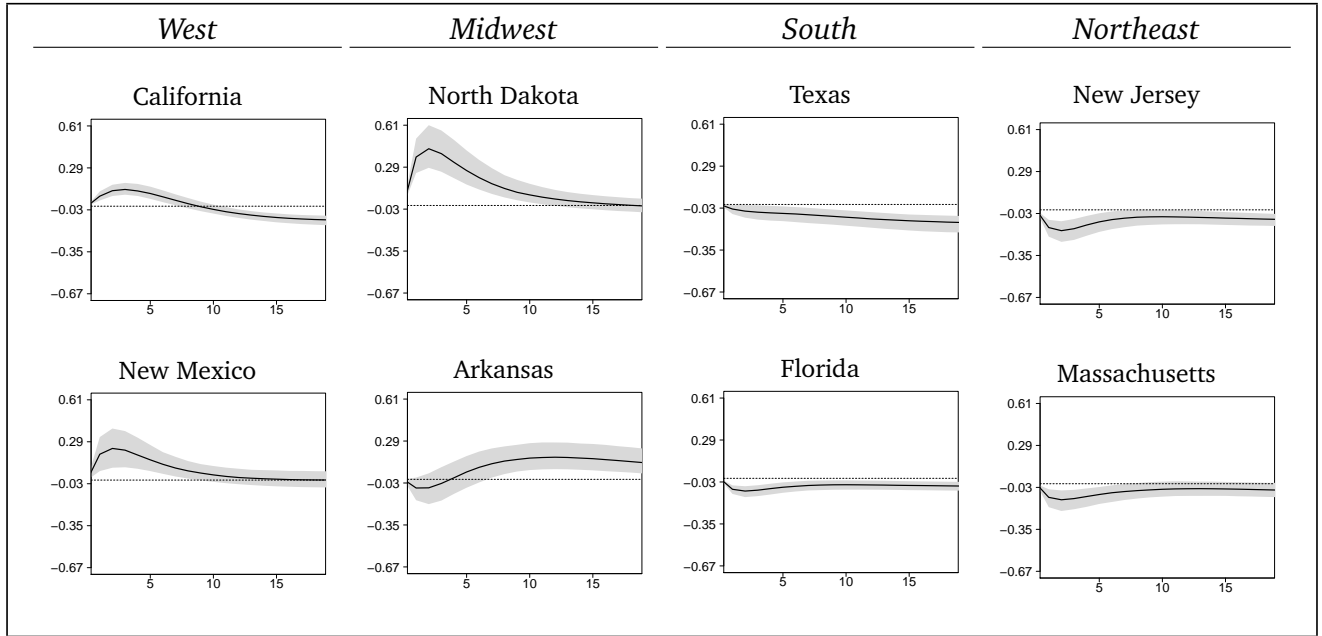 West Midwest South Northeast
California North Dakota Texas New Jersey
0.61 0.61 0.61 0.61
0.29 0.29 0.29 0.29
−0.03 −0.03 −0.03 −0.03
−0.35 −0.35 −0.35 −0.35
−0.67 −0.67 −0.67 −0.67
5 10 15 5 10 15 5 10 15 5 10 15
New Mexico Arkansas Florida Massachusetts
0.61 0.61 0.61 0.61
0.29 0.29 0.29 0.29
−0.03 −0.03 −0.03 −0.03
−0.35 −0.35 −0.35 −0.35
−0.67 −0.67 −0.67 −0.67
5 10 15 5 10 15 5 10 15 5 10 15